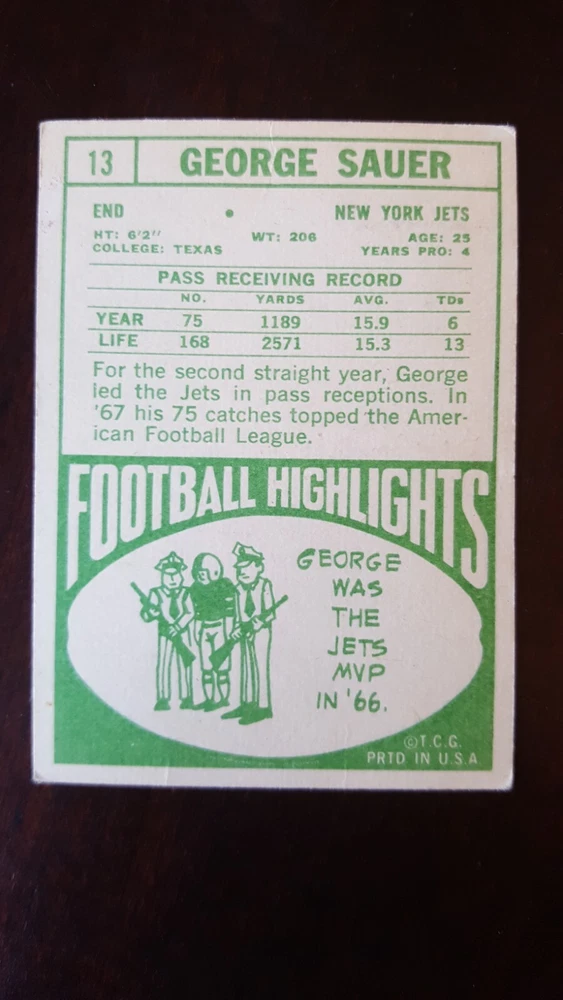 13 GEORGE SAUER
END • NEW YORK JETS
HT: 6'2" WT: 206 AGE: 25
COLLEGE: TEXAS YEARS PRO: 4
PASS RECEIVING RECORD
NO. YARDS AVG. TDs
YEAR 75 1189 15.9 6
LIFE 168 2571 15.3 13
For the second straight year, George
led the Jets in pass receptions. In
'67 his 75 catches topped the Amer-
ican Football League.
FOOTBALL HIGHLIGHTS
GEORGE
WAS
THE
JETS
MVP
IN '66.
©T.C.G.
PRTD IN U.S.A